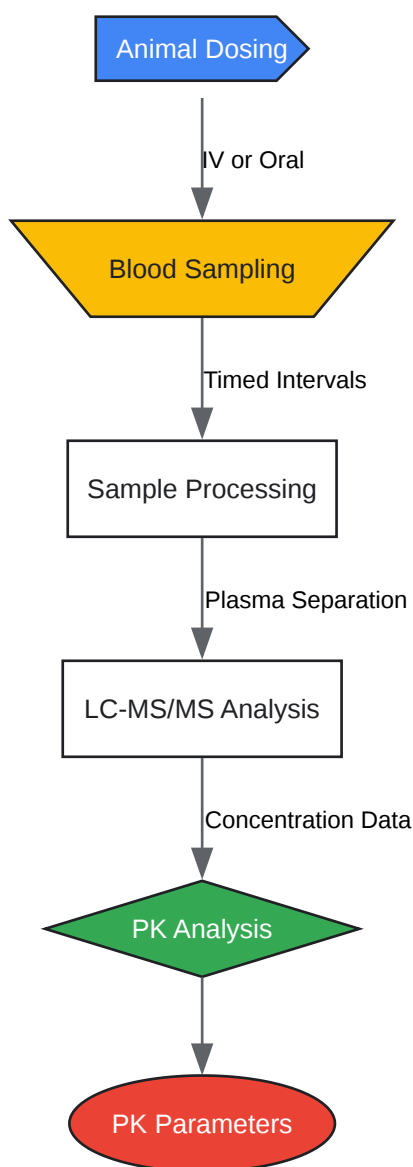 Animal Dosing
IV or Oral
Blood Sampling
Timed Intervals
Sample Processing
Plasma Separation
LC-MS/MS Analysis
Concentration Data
PK Analysis
PK Parameters